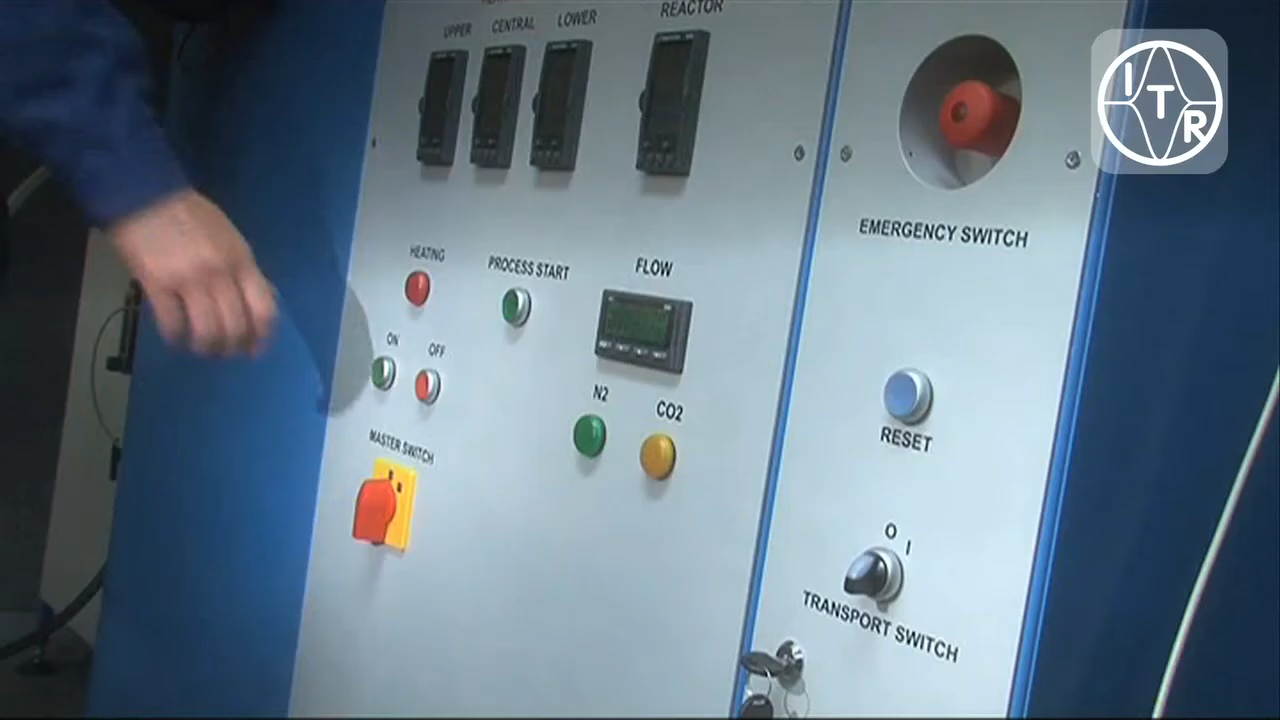 REACTOR
UPPER
CENTRAL
LOWER
EMERGENCY SWITCH
HEATING
PROCESS START
FLOW
ON
OFF
N2
CO2
RESET
MASTER SWITCH
O
I
TRANSPORT SWITCH
ITR